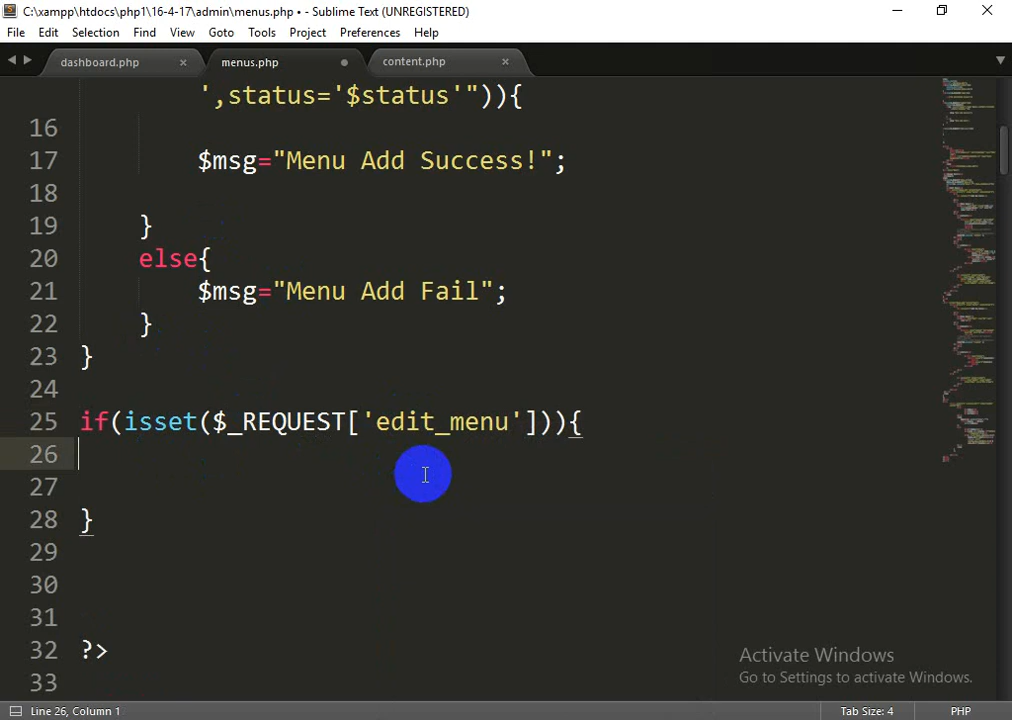 C:\xampp\htdocs\php1\16-4-17\admin\menus.php • - Sublime Text (UNREGISTERED)
File Edit Selection Find View Goto Tools Project Preferences Help
dashboard.php × menus.php content.php ×
',status='$status'")){
16
17 $msg="Menu Add Success!";
18
19 }
20 else{
21 $msg="Menu Add Fail";
22 }
23 }
24
25 if(isset($_REQUEST['edit_menu'])){
26
27
28 }
29
30
31
32 ?>
33
Activate Windows
Go to Settings to activate Windows.
Line 26, Column 1 Tab Size: 4 PHP